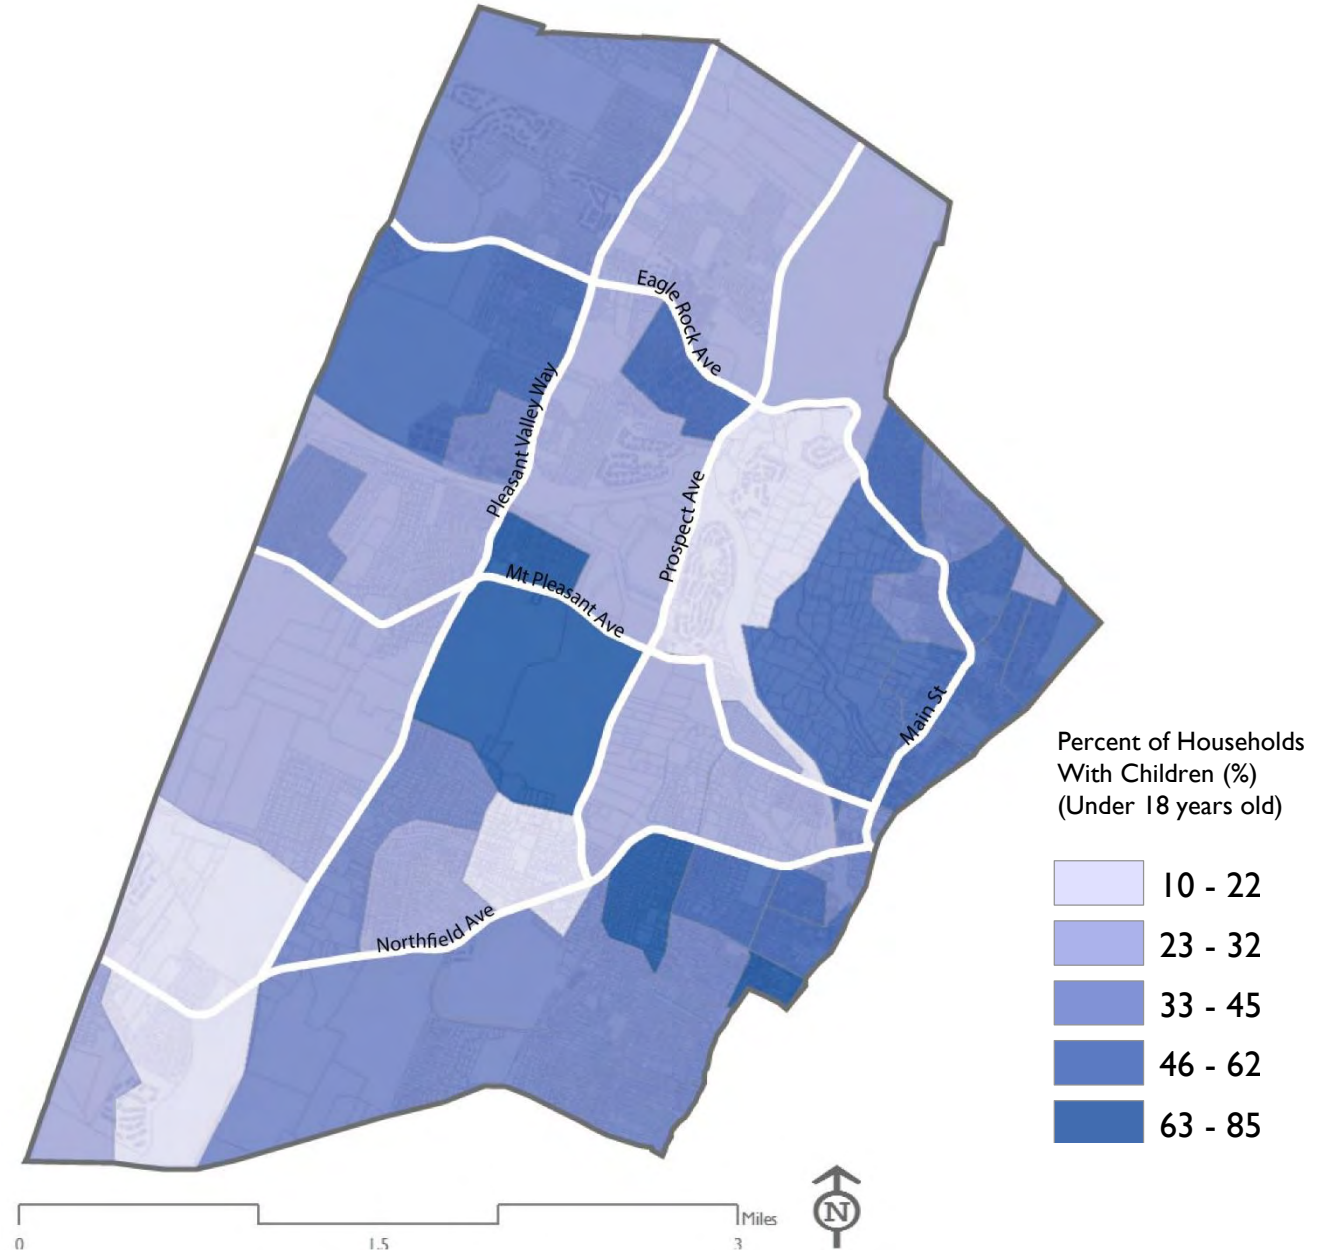 Eagle Rock Ave
Pleasant Valley Way
Prospect Ave
Mt Pleasant Ave
Main St
Northfield Ave
Percent of Households
With Children (%)
(Under 18 years old)
10 - 22
23 - 32
33 - 45
46 - 62
63 - 85
Miles
0 1.5 3
N